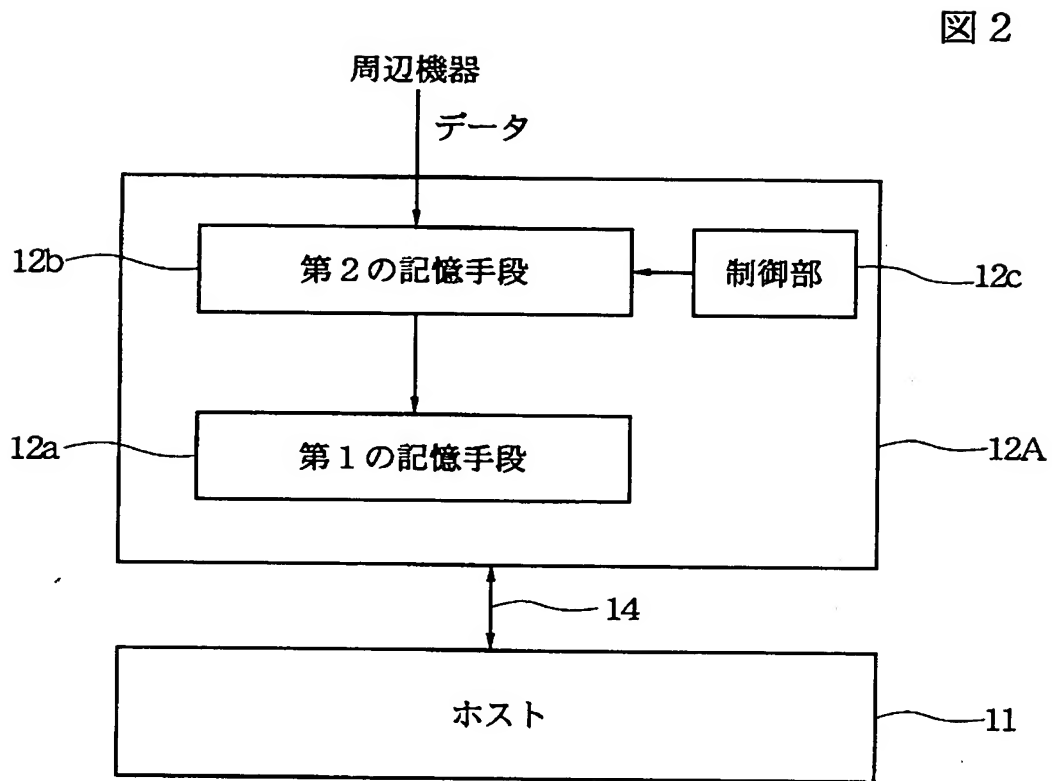 図2
周辺機器
データ
12b
第2の記憶手段
制御部
12c
12a
第1の記憶手段
12A
14
ホスト
11